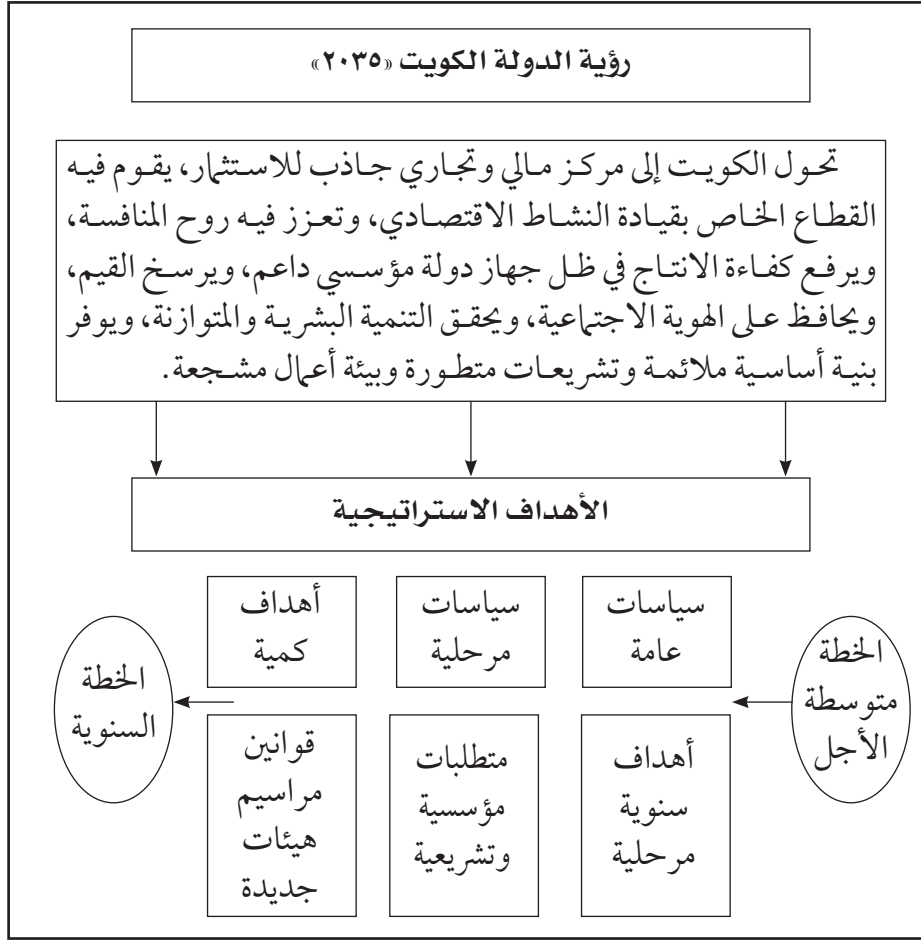 رؤية الدولة الكويت «٢٠٣٥»
تحول الكويت إلى مركز مالي وتجاري جاذب للاستثمار، يقوم فيه
القطاع الخاص بقيادة النشاط الاقتصادي، وتعزز فيه روح المنافسة،
ويرفع كفاءة الانتاج في ظل جهاز دولة مؤسسي داعم، ويرسخ القيم،
ويحافظ على الهوية الاجتماعية، ويحقق التنمية البشرية والمتوازنة، ويوفر
بنية أساسية ملائمة وتشريعات متطورة وبيئة أعمال مشجعة.
الأهداف الاستراتيجية
الخطة
متوسطة
الأجل
سياسات
عامة
سياسات
مرحلية
أهداف
كمية
أهداف
سنوية
مرحلية
متطلبات
مؤسسية
وتشريعية
قوانين
مراسيم
هيئات
جديدة
الخطة
السنوية